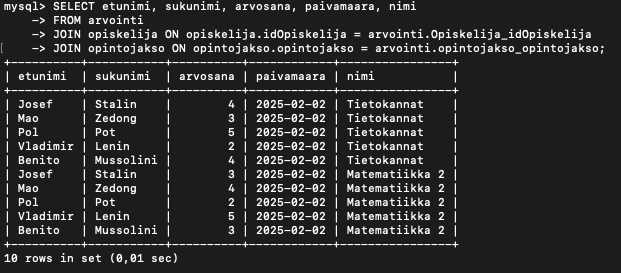 mysql> SELECT etunimi, sukunimi, arvosana, paivamaara, nimi
    -> FROM arvointi
    -> JOIN opiskelija ON opiskelija.idOpiskelija = arvointi.Opiskelija_idOpiskelija
[    -> JOIN opintojakso ON opintojakso.opintojakso = arvointi.opintojakso_opintojakso;
+----------+-----------+----------+------------+---------------+
| etunimi  | sukunimi  | arvosana | paivamaara | nimi          |
+----------+-----------+----------+------------+---------------+
| Josef    | Stalin    |        4 | 2025-02-02 | Tietokannat   |
| Mao      | Zedong    |        3 | 2025-02-02 | Tietokannat   |
| Pol      | Pot       |        5 | 2025-02-02 | Tietokannat   |
| Vladimir | Lenin     |        2 | 2025-02-02 | Tietokannat   |
| Benito   | Mussolini |        4 | 2025-02-02 | Tietokannat   |
| Josef    | Stalin    |        3 | 2025-02-02 | Matematiikka 2 |
| Mao      | Zedong    |        4 | 2025-02-02 | Matematiikka 2 |
| Pol      | Pot       |        2 | 2025-02-02 | Matematiikka 2 |
| Vladimir | Lenin     |        5 | 2025-02-02 | Matematiikka 2 |
| Benito   | Mussolini |        3 | 2025-02-02 | Matematiikka 2 |
+----------+-----------+----------+------------+---------------+
10 rows in set (0,01 sec)